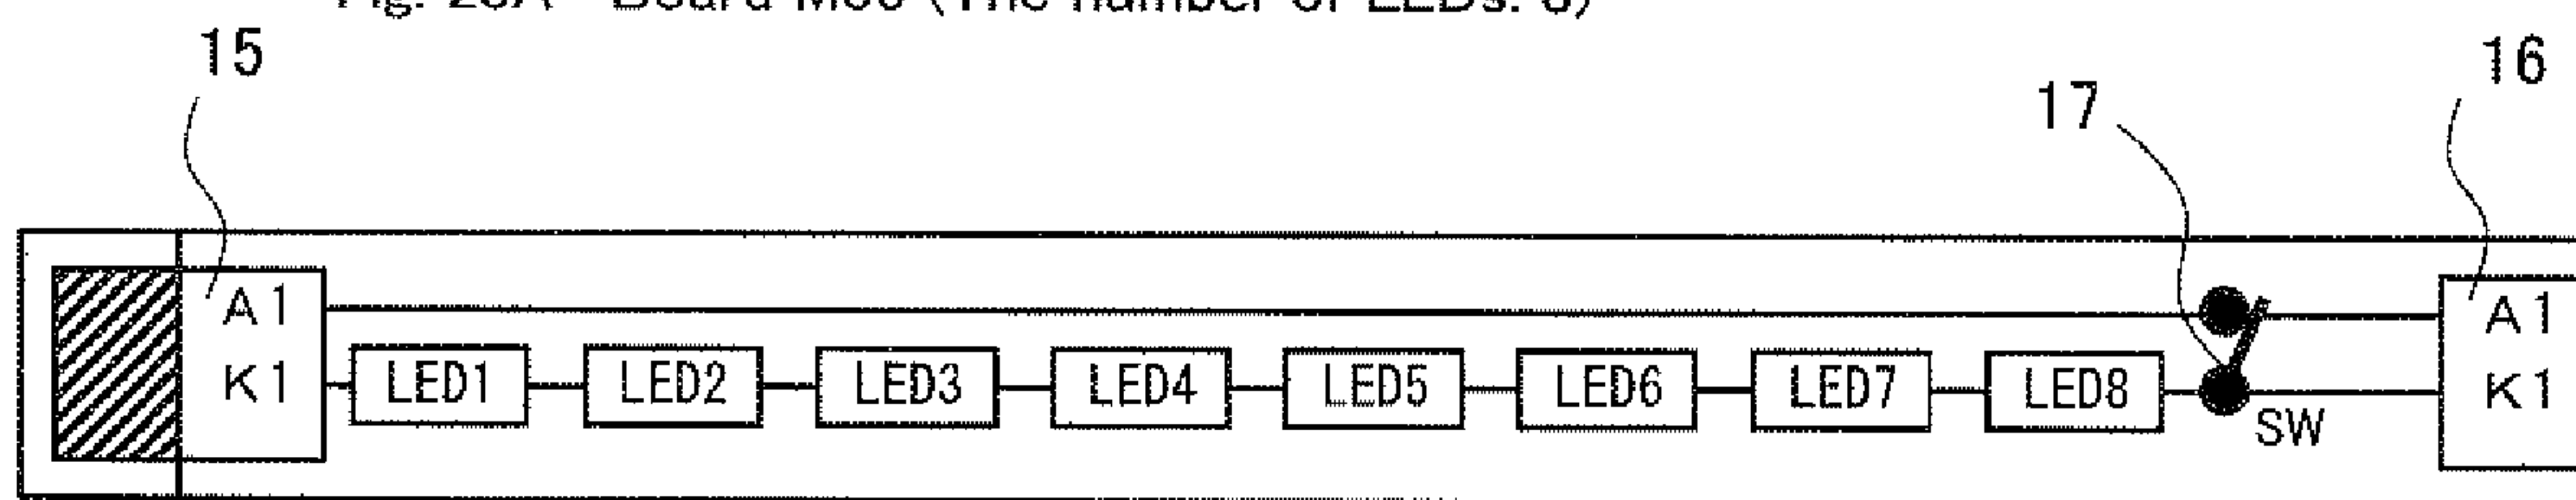 15
16
17
A1
K1
LED1 LED2 LED3 LED4 LED5 LED6 LED7 LED8
SW
A1
K1